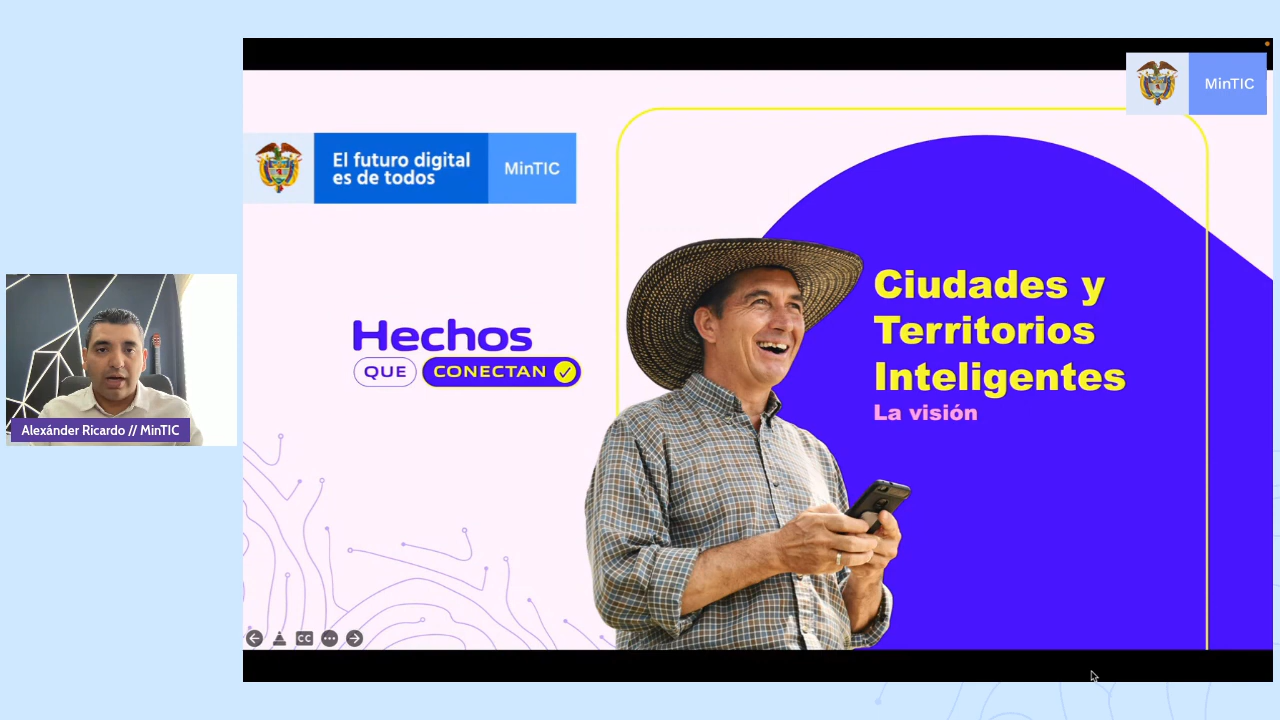 MinTIC
El futuro digital
es de todos
MinTIC
Hechos
QUE CONECTAN
Ciudades y
Territorios
Inteligentes
La visión
Alexánder Ricardo // MinTIC
CC